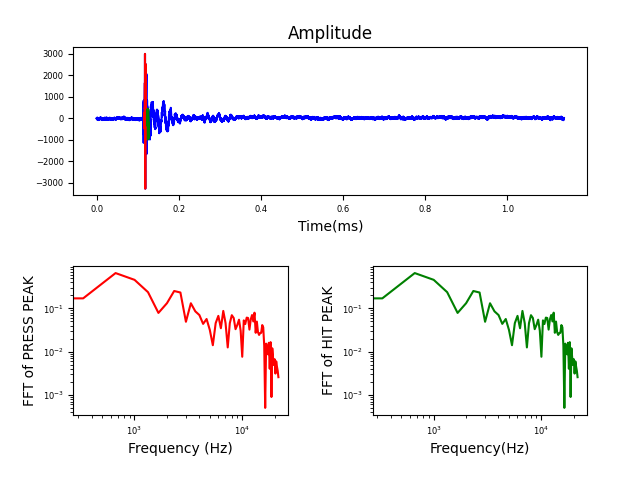 Amplitude
3000
2000
1000
0
−1000
−2000
−3000
0.0 0.2 0.4 0.6 0.8 1.0
Time(ms)
FFT of PRESS PEAK
10⁻¹
10⁻²
10⁻³
10³ 10⁴
Frequency (Hz)
FFT of HIT PEAK
10⁻¹
10⁻²
10⁻³
10³ 10⁴
Frequency(Hz)